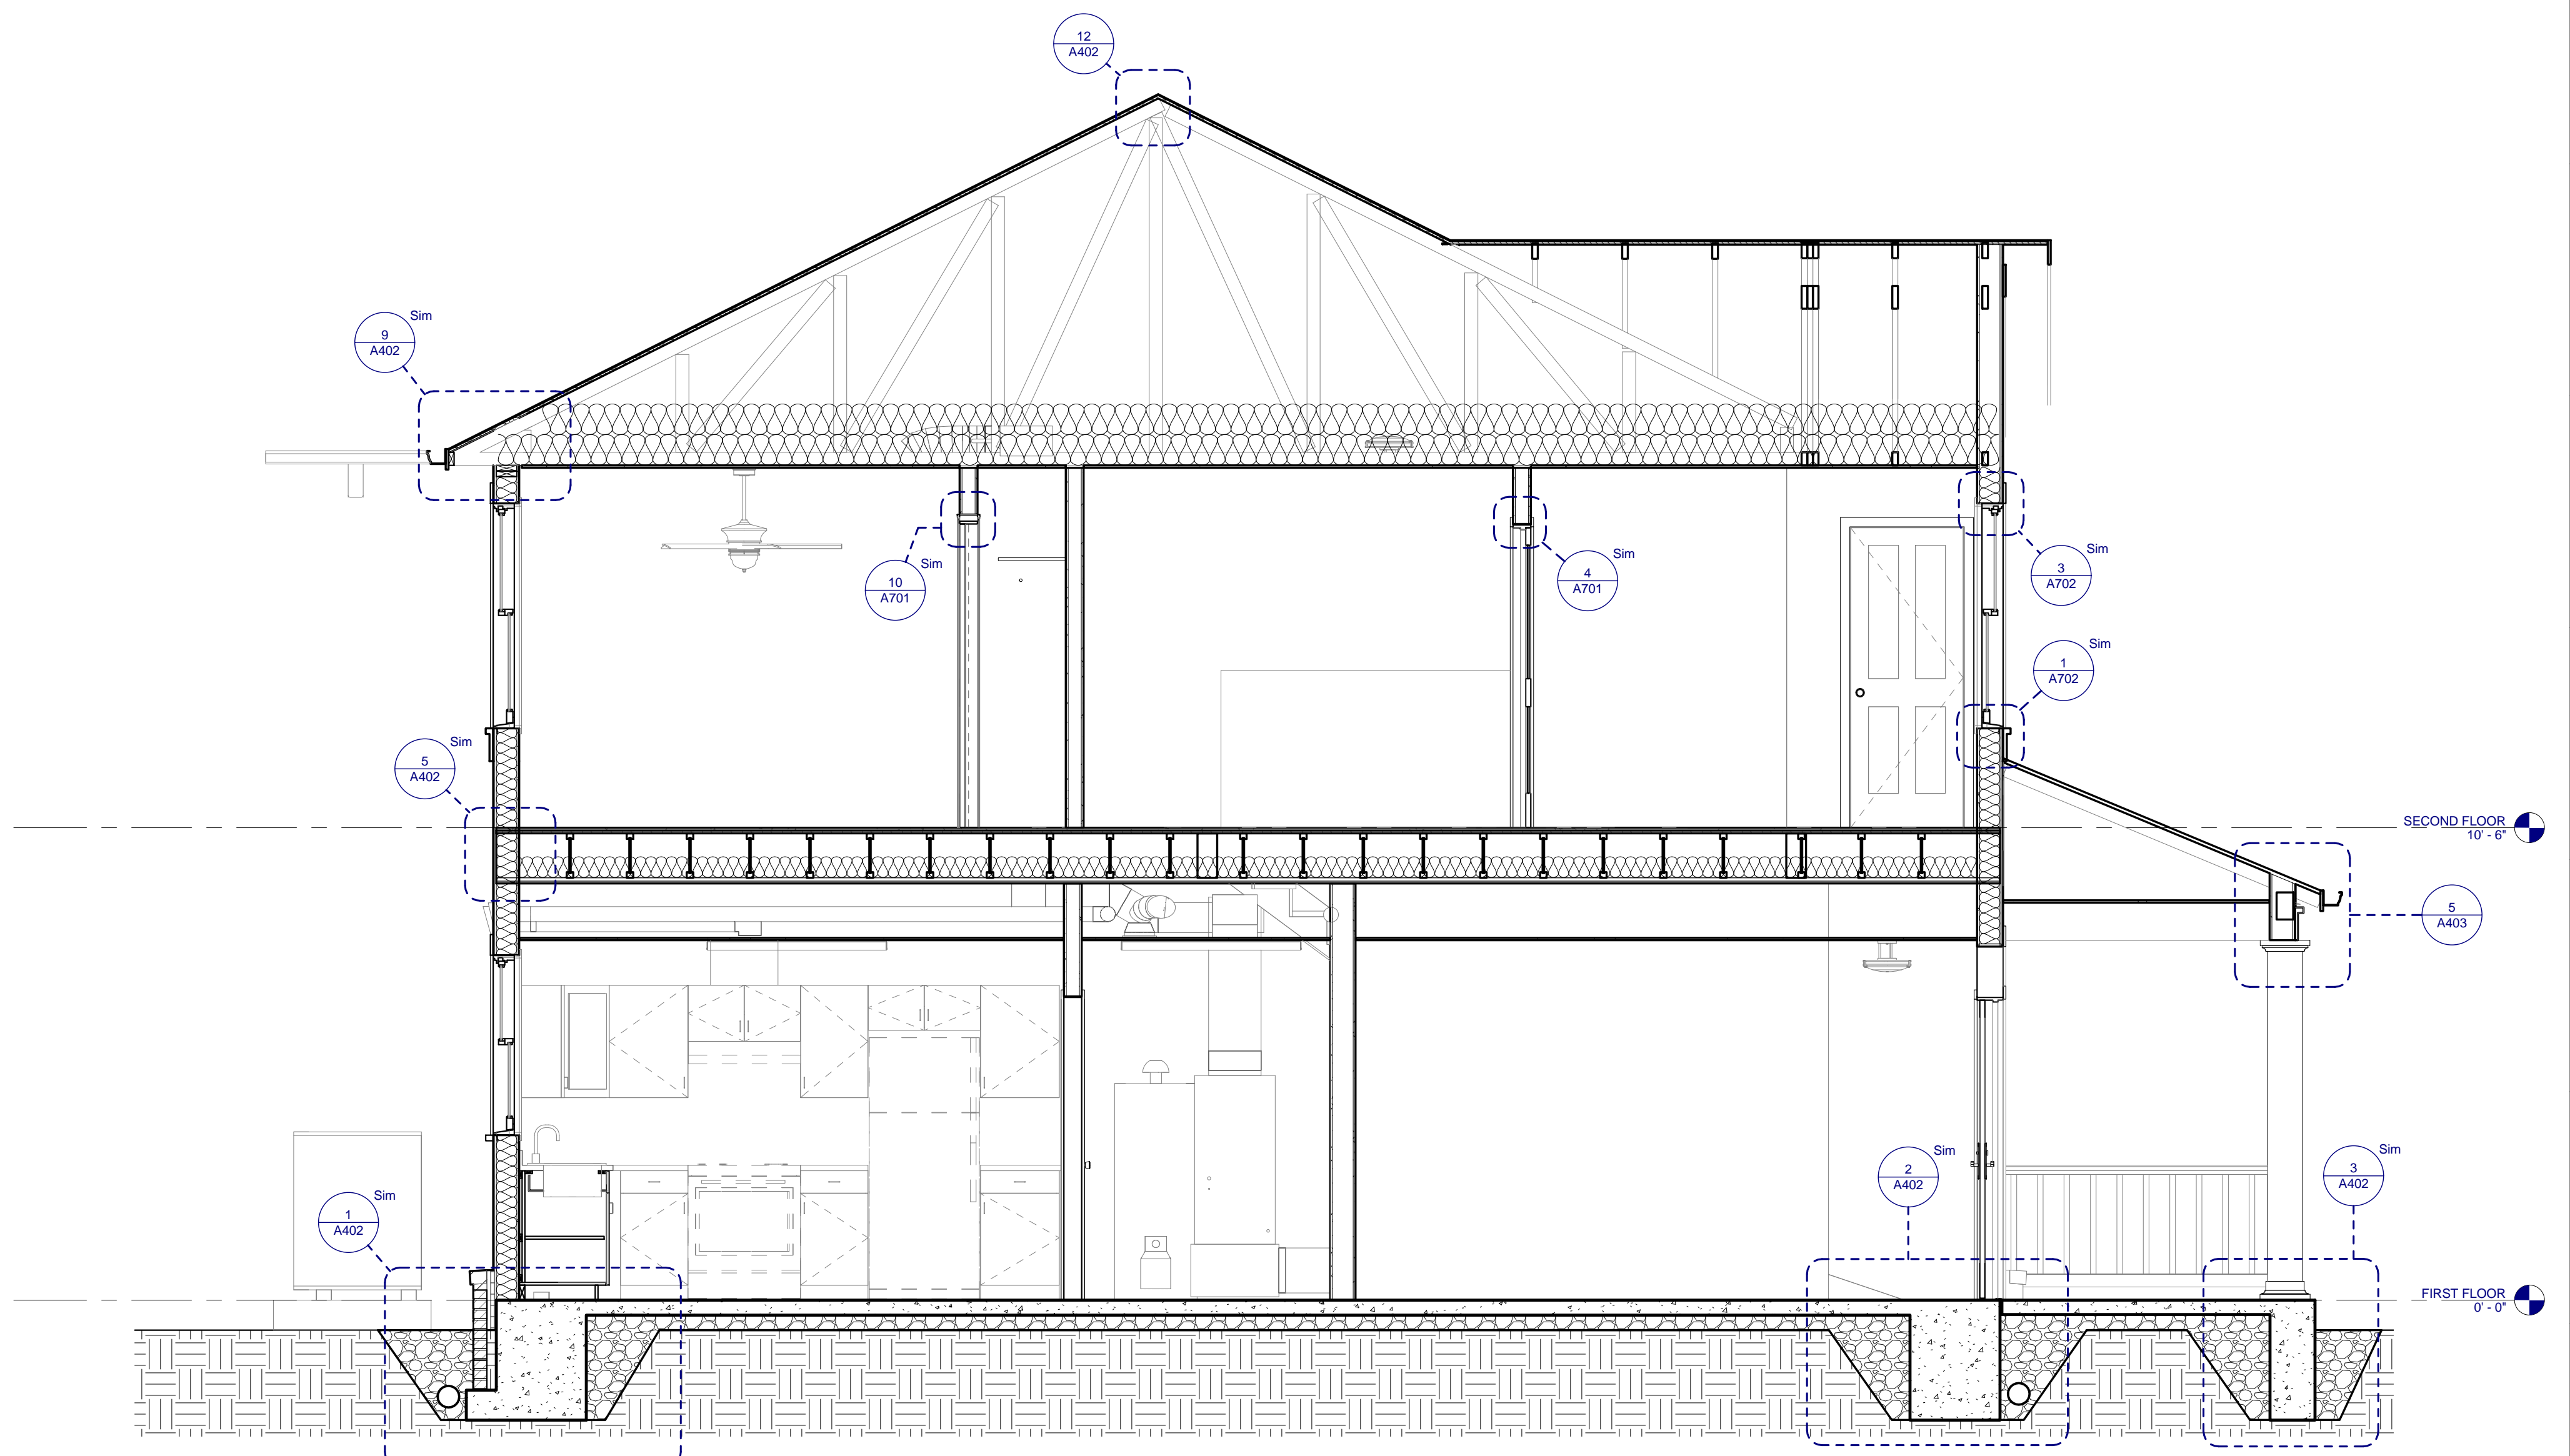 12
A402
Sim
9
A402
Sim
10
A701
Sim
4
A701
Sim
3
A702
Sim
1
A702
Sim
5
A402
SECOND FLOOR
10' - 6"
5
A403
Sim
2
A402
Sim
3
A402
Sim
1
A402
FIRST FLOOR
0' - 0"